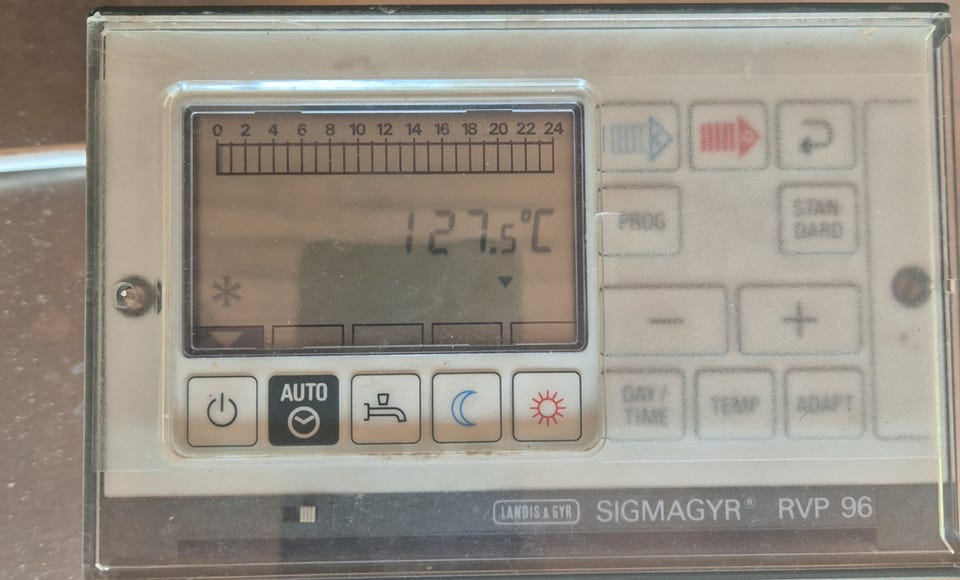 0 2 4 6 8 10 12 14 16 18 20 22 24
127.5°C
PROG
STAN
DARD
− +
AUTO
DAY/
TIME
TEMP
ADAPT
LANDIS & GYR SIGMAGYR® RVP 96